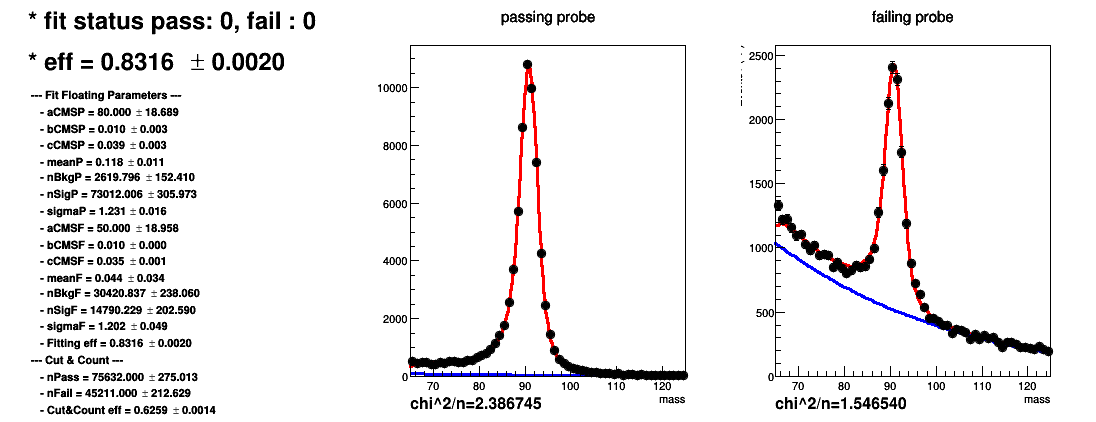 * fit status pass: 0, fail : 0
* eff = 0.8316 ± 0.0020
--- Fit Floating Parameters ---
- aCMSP = 80.000 ± 18.689
- bCMSP = 0.010 ± 0.003
- cCMSP = 0.039 ± 0.003
- meanP = 0.118 ± 0.011
- nBkgP = 2619.796 ± 152.410
- nSigP = 73012.006 ± 305.973
- sigmaP = 1.231 ± 0.016
- aCMSF = 50.000 ± 18.958
- bCMSF = 0.010 ± 0.000
- cCMSF = 0.035 ± 0.001
- meanF = 0.044 ± 0.034
- nBkgF = 30420.837 ± 238.060
- nSigF = 14790.229 ± 202.590
- sigmaF = 1.202 ± 0.049
- Fitting eff = 0.8316 ± 0.0020
--- Cut & Count ---
- nPass = 75632.000 ± 275.013
- nFail = 45211.000 ± 212.629
- Cut&Count eff = 0.6259 ± 0.0014
passing probe
10000
8000
6000
4000
2000
0
70 80 90 100 110 120
mass
chi^2/n=2.386745
failing probe
2500
2000
1500
1000
500
0
70 80 90 100 110 120
mass
chi^2/n=1.546540